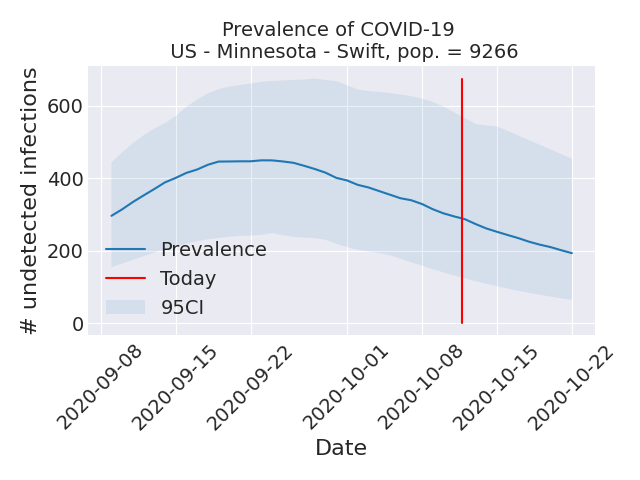 Prevalence of COVID-19
US - Minnesota - Swift, pop. = 9266
# undetected infections
600
400
200
0
Prevalence
Today
95CI
2020-09-08
2020-09-15
2020-09-22
2020-10-01
2020-10-08
2020-10-15
2020-10-22
Date